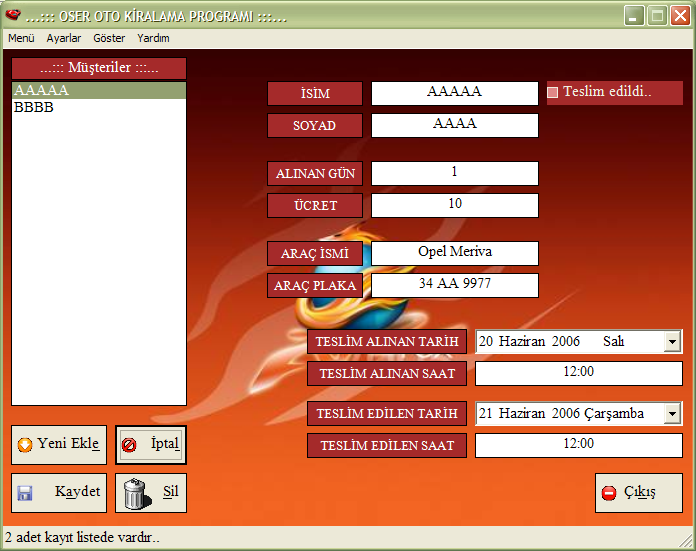 ...::: OSER OTO KİRALAMA PROGRAMI :::...
Menü Ayarlar Göster Yardım
...::: Müşteriler :::...
AAAAA
BBBB
İSİM AAAAA
Teslim edildi..
SOYAD AAAA
ALINAN GÜN 1
ÜCRET 10
ARAÇ İSMİ Opel Meriva
ARAÇ PLAKA 34 AA 9977
TESLİM ALINAN TARİH 20 Haziran 2006 Salı
TESLİM ALINAN SAAT 12:00
TESLİM EDİLEN TARİH 21 Haziran 2006 Çarşamba
TESLİM EDİLEN SAAT 12:00
Yeni Ekle İptal
Kaydet Sil
Çıkış
2 adet kayıt listede vardır..